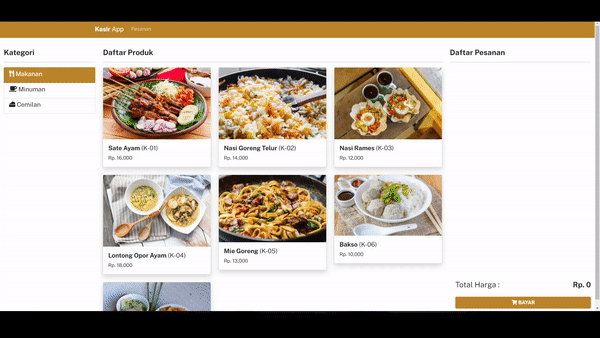 Kasir App Pesanan
Kategori
Makanan
Minuman
Cemilan
Daftar Produk
Sate Ayam (K-01)
Rp. 16,000
Nasi Goreng Telur (K-02)
Rp. 14,000
Nasi Rames (K-03)
Rp. 12,000
Lontong Opor Ayam (K-04)
Rp. 18,000
Mie Goreng (K-05)
Rp. 13,000
Bakso (K-06)
Rp. 10,000
Daftar Pesanan
Total Harga : Rp. 0
BAYAR